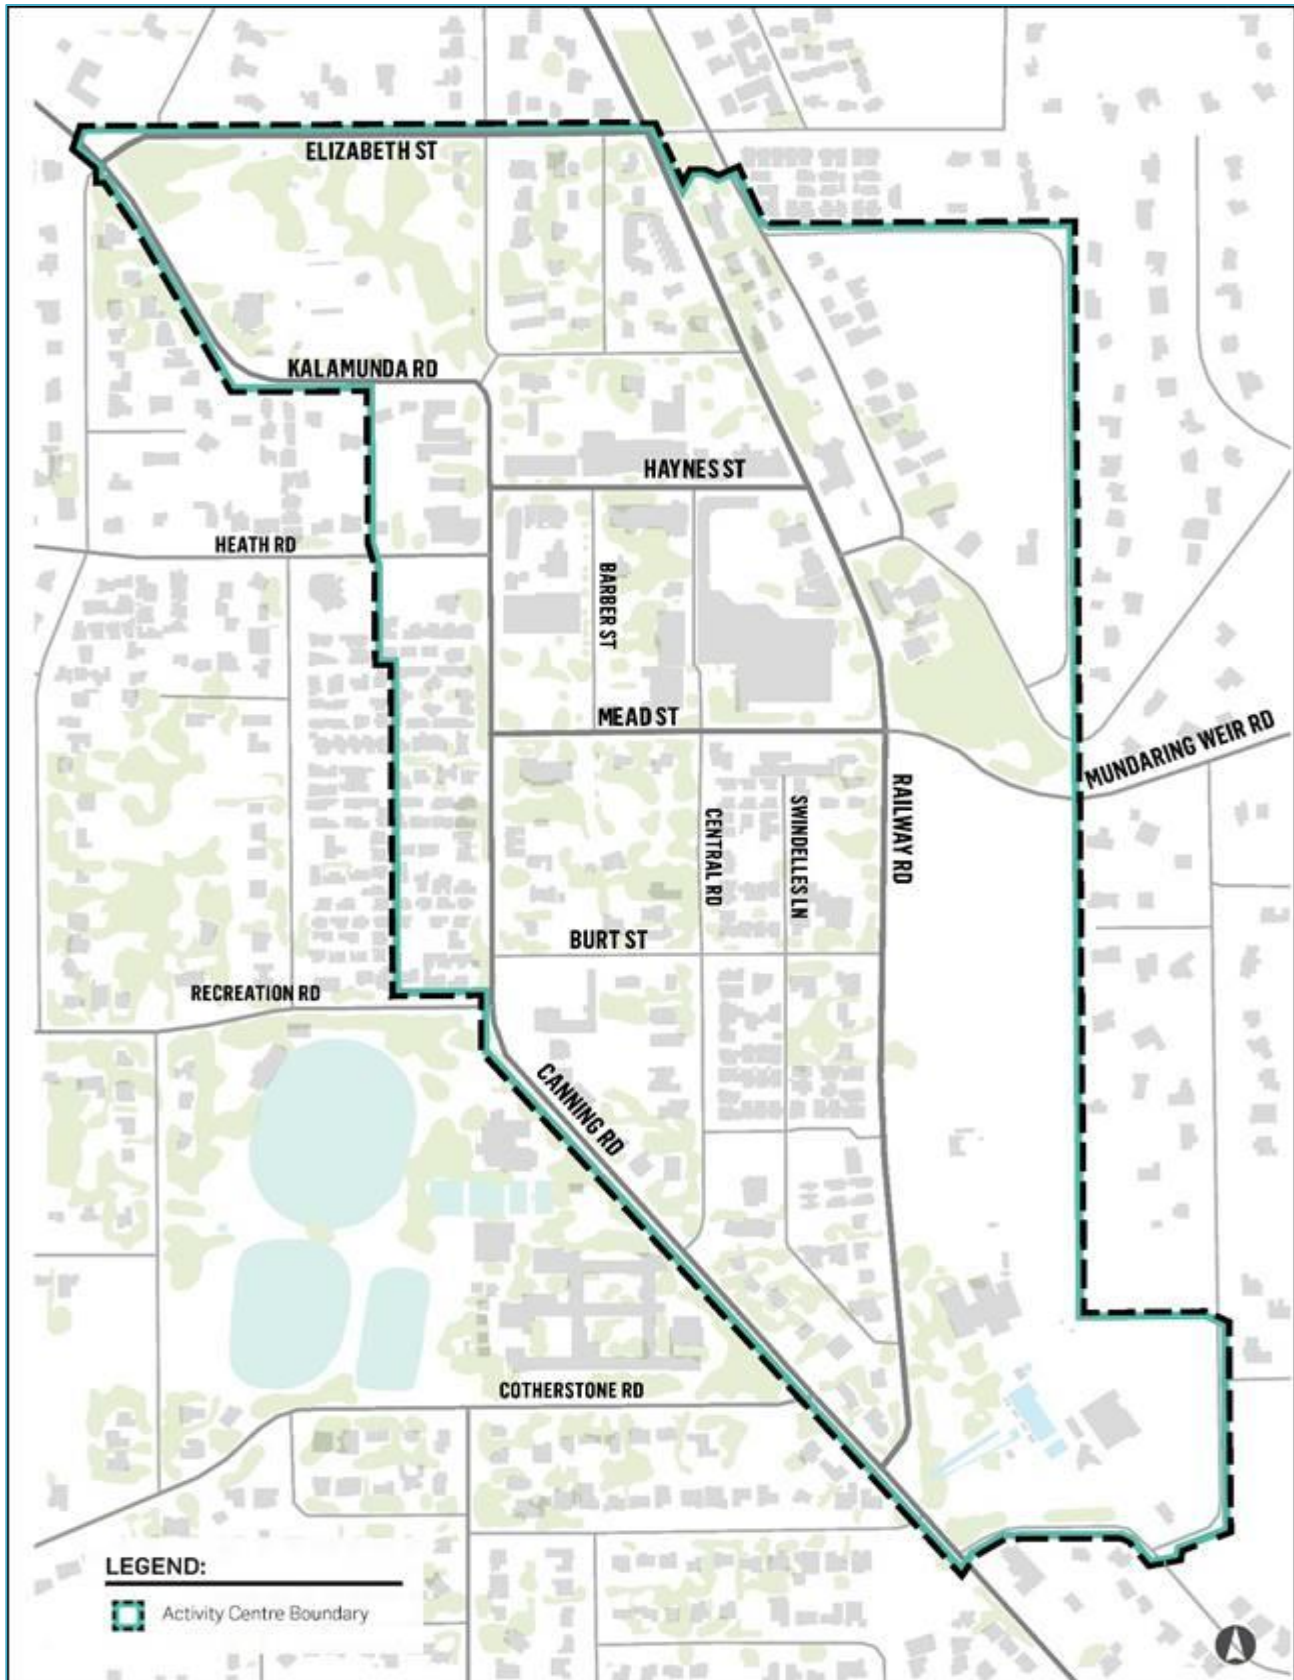 ELIZABETH ST
KALAMUNDA RD
HAYNES ST
HEATH RD
BARBER ST
MEAD ST
MUNDARING WEIR RD
RAILWAY RD
CENTRAL RD
SWINDELLES LN
BURT ST
RECREATION RD
CANNING RD
COTHERSTONE RD
LEGEND:
Activity Centre Boundary